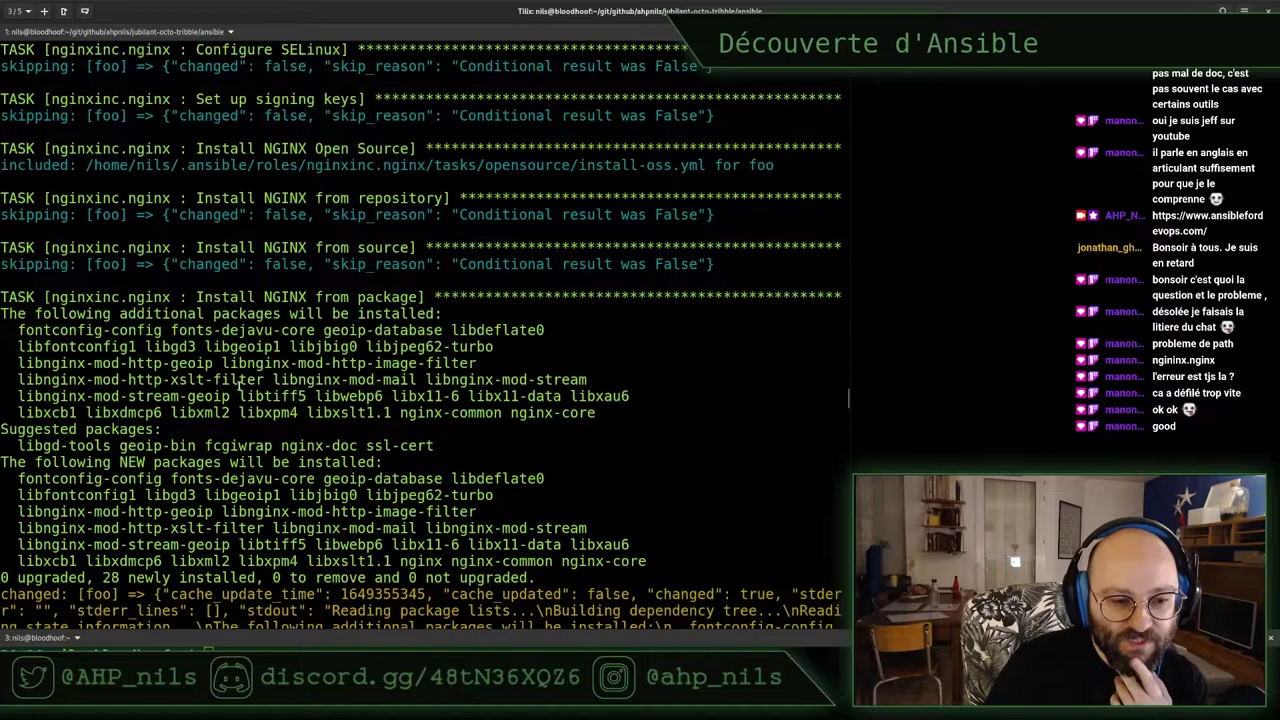 3/5
Tilix: nils@bloodhoof:~/git/github/ahpnils/jubilant-octo-tribble/ansible
1: nils@bloodhoof:~/git/github/ahpnils/jubilant-octo-tribble/ansible
Découverte d'Ansible
TASK [nginxinc.nginx : Configure SELinux] ***********************************
skipping: [foo] => {"changed": false, "skip_reason": "Conditional result was False"
TASK [nginxinc.nginx : Set up signing keys] *******************************************************
skipping: [foo] => {"changed": false, "skip_reason": "Conditional result was False"}
TASK [nginxinc.nginx : Install NGINX Open Source] *************************************************
included: /home/nils/.ansible/roles/nginxinc.nginx/tasks/opensource/install-oss.yml for foo
TASK [nginxinc.nginx : Install NGINX from repository] *********************************************
skipping: [foo] => {"changed": false, "skip_reason": "Conditional result was False"}
TASK [nginxinc.nginx : Install NGINX from source] *************************************************
skipping: [foo] => {"changed": false, "skip_reason": "Conditional result was False"}
TASK [nginxinc.nginx : Install NGINX from package] ************************************************
The following additional packages will be installed:
fontconfig-config fonts-dejavu-core geoip-database libdeflate0
libfontconfig1 libgd3 libgeoip1 libjbig0 libjpeg62-turbo
libnginx-mod-http-geoip libnginx-mod-http-image-filter
libnginx-mod-http-xslt-filter libnginx-mod-mail libnginx-mod-stream
libnginx-mod-stream-geoip libtiff5 libwebp6 libx11-6 libx11-data libxau6
libxcb1 libxdmcp6 libxml2 libxpm4 libxslt1.1 nginx-common nginx-core
Suggested packages:
libgd-tools geoip-bin fcgiwrap nginx-doc ssl-cert
The following NEW packages will be installed:
fontconfig-config fonts-dejavu-core geoip-database libdeflate0
libfontconfig1 libgd3 libgeoip1 libjbig0 libjpeg62-turbo
libnginx-mod-http-geoip libnginx-mod-http-image-filter
libnginx-mod-http-xslt-filter libnginx-mod-mail libnginx-mod-stream
libnginx-mod-stream-geoip libtiff5 libwebp6 libx11-6 libx11-data libxau6
libxcb1 libxdmcp6 libxml2 libxpm4 libxslt1.1 nginx nginx-common nginx-core
0 upgraded, 28 newly installed, 0 to remove and 0 not upgraded.
changed: [foo] => {"cache_update_time": 1649355345, "cache_updated": false, "changed": true, "stder
r": "", "stderr_lines": [], "stdout": "Reading package lists...\nBuilding dependency tree...\nReadi
ng state information...\nThe following additional packages will be installed:\n  fontconfig-config
3: nils@bloodhoof:~
pas mal de doc, c'est
pas souvent le cas avec
certains outils
manon... oui je suis jeff sur
youtube
manon... il parle en anglais en
articulant suffisement
pour que je le
comprenne
AHP_N... https://www.ansibleford
evops.com/
jonathan_gh... Bonsoir à tous. Je suis
en retard
manon... bonsoir c'est quoi la
question et le probleme ,
manon... désolée je faisais la
litiere du chat
manon... probleme de path
manon... ngininx.nginx
manon... l'erreur est tjs la ?
manon... ca a défilé trop vite
manon... ok ok
manon... good
@AHP_nils
discord.gg/48tN36XQZ6
@ahp_nils